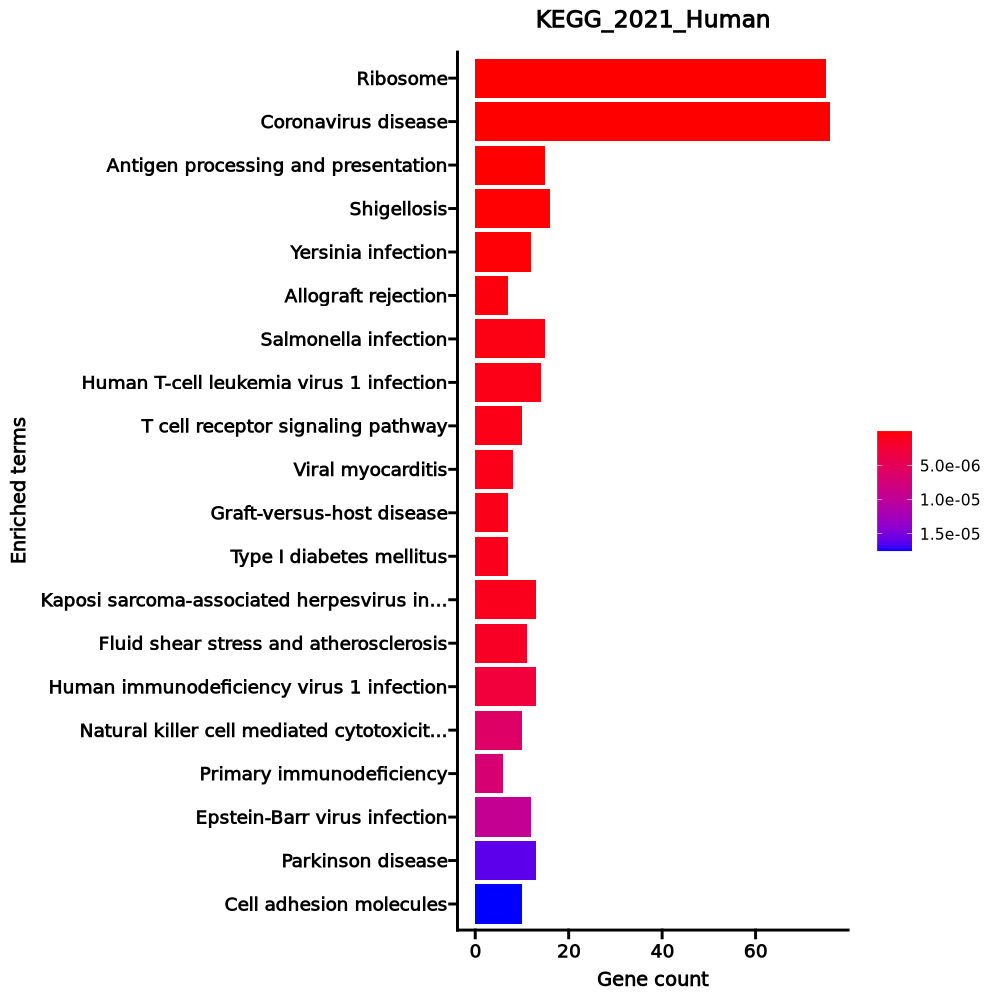 KEGG_2021_Human
Ribosome
Coronavirus disease
Antigen processing and presentation
Shigellosis
Yersinia infection
Allograft rejection
Salmonella infection
Human T-cell leukemia virus 1 infection
T cell receptor signaling pathway
Viral myocarditis
Graft-versus-host disease
Type I diabetes mellitus
Kaposi sarcoma-associated herpesvirus in...
Fluid shear stress and atherosclerosis
Human immunodeficiency virus 1 infection
Natural killer cell mediated cytotoxicit...
Primary immunodeficiency
Epstein-Barr virus infection
Parkinson disease
Cell adhesion molecules
Enriched terms
0 20 40 60
Gene count
5.0e-06
1.0e-05
1.5e-05